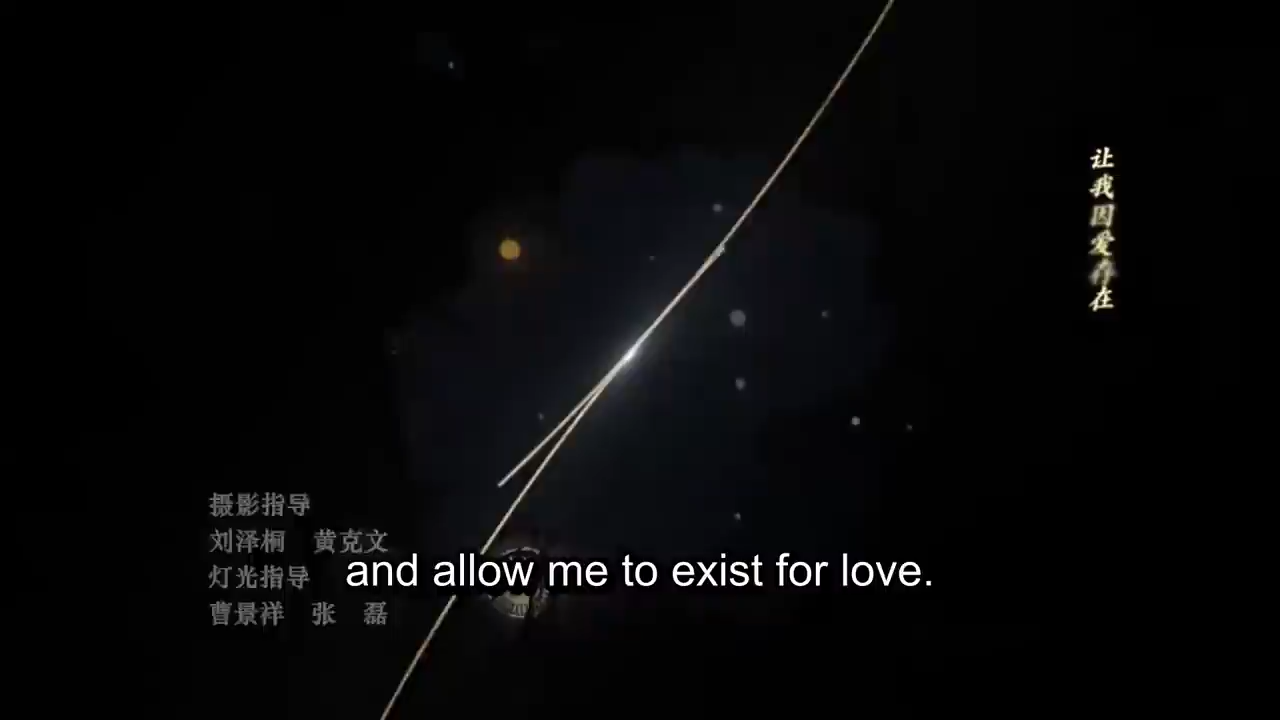 让我因爱存在
摄影指导
刘泽桐 黄克文
灯光指导
曹景祥 张 磊
and allow me to exist for love.